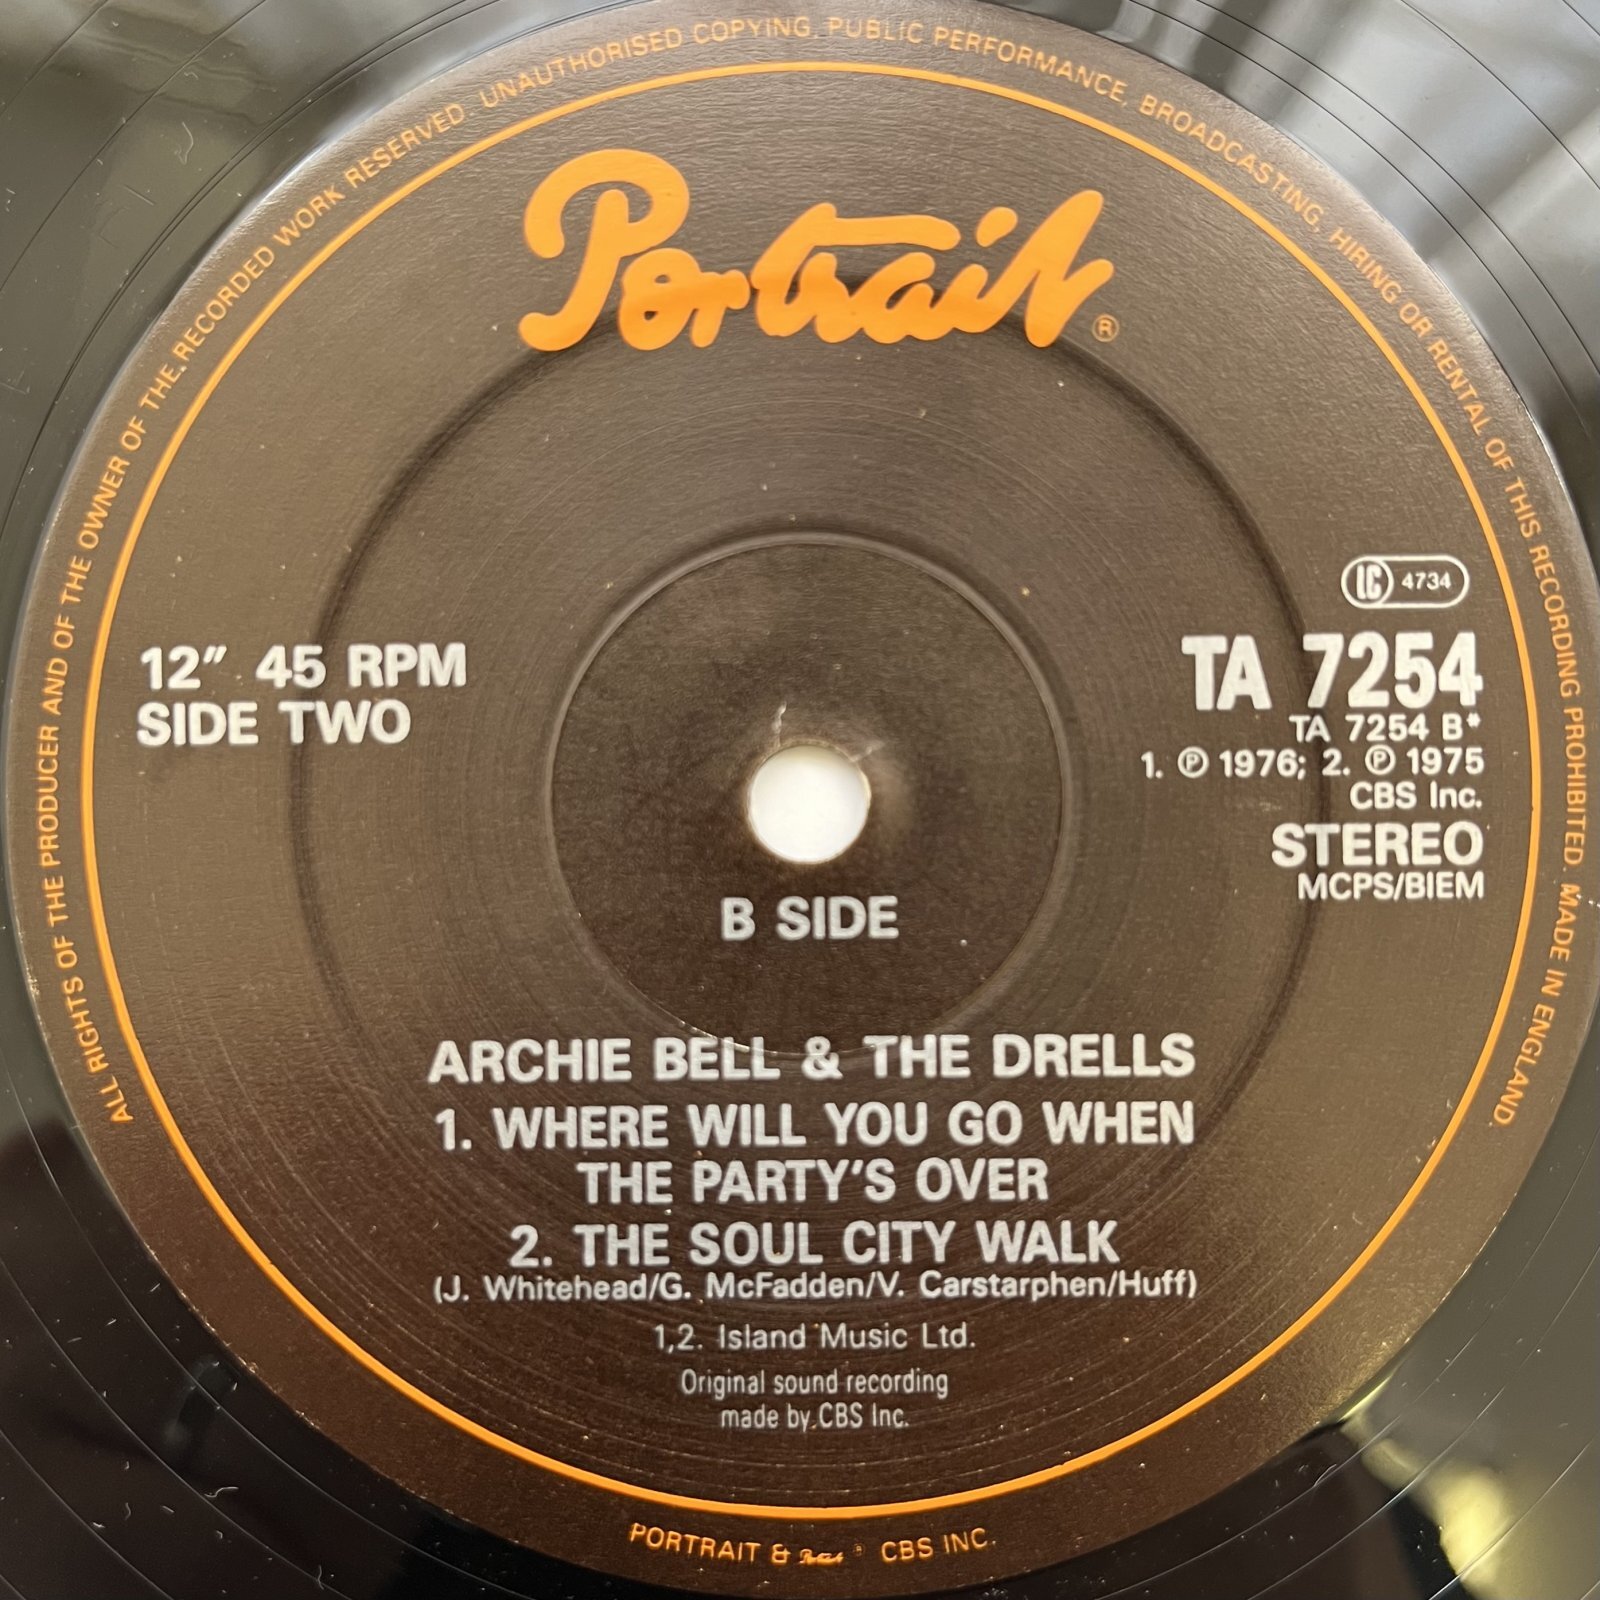 ALL RIGHTS OF THE PRODUCER AND OF THE OWNER OF THE RECORDED WORK RESERVED. UNAUTHORISED COPYING, PUBLIC PERFORMANCE, BROADCASTING, HIRING OR RENTAL OF THIS RECORDING PROHIBITED. MADE IN ENGLAND.
Portrait ®
LC 4734
12" 45 RPM
SIDE TWO
TA 7254
TA 7254 B*
1. ℗ 1976; 2. ℗ 1975
CBS Inc.
STEREO
MCPS/BIEM
B SIDE
ARCHIE BELL & THE DRELLS
1. WHERE WILL YOU GO WHEN
THE PARTY'S OVER
2. THE SOUL CITY WALK
(J. Whitehead/G. McFadden/V. Carstarphen/Huff)
1,2. Island Music Ltd.
Original sound recording
made by CBS Inc.
PORTRAIT & Portrait ® CBS INC.